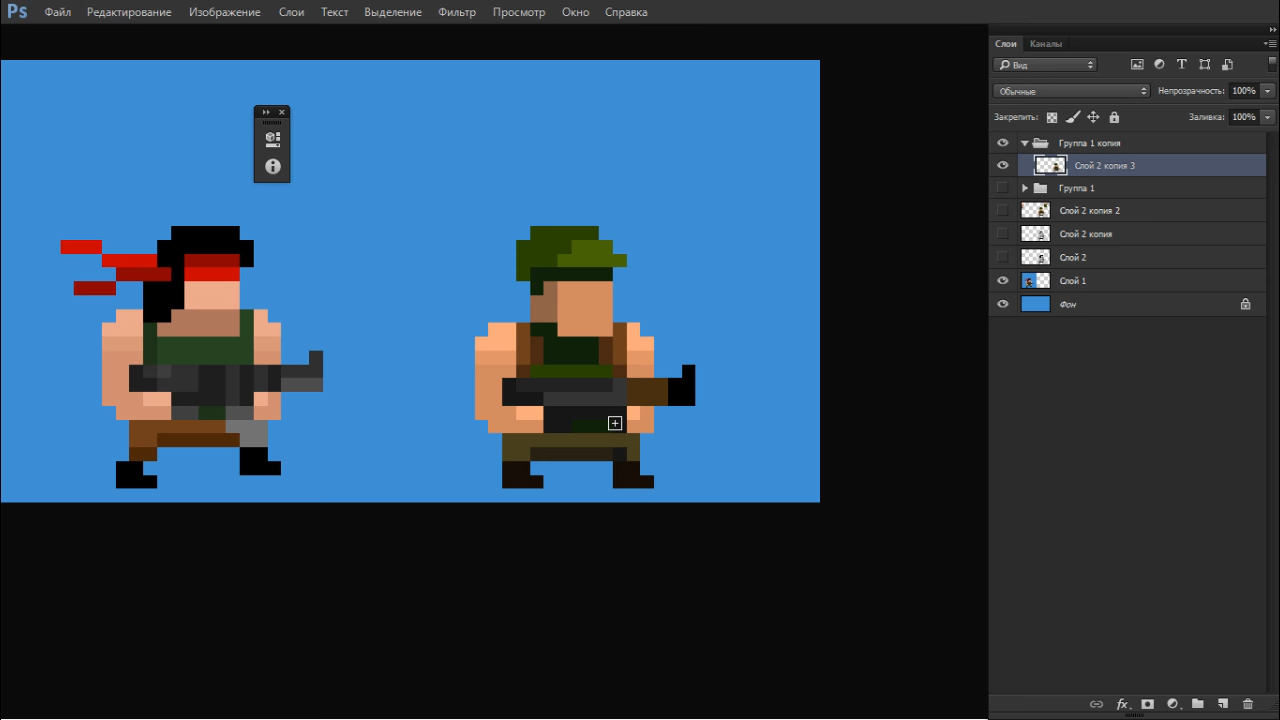 Ps Файл Редактирование Изображение Слои Текст Выделение Фильтр Просмотр Окно Справка
Слои Каналы
Вид
Обычные Непрозрачность: 100%
Закрепить: Заливка: 100%
Группа 1 копия
Слой 2 копия 3
Группа 1
Слой 2 копия 2
Слой 2 копия
Слой 2
Слой 1
Фон
fx